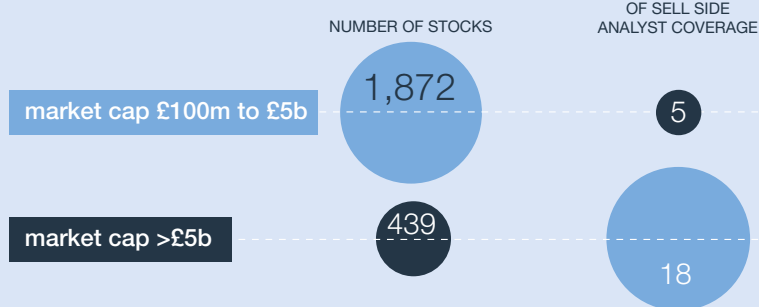 NUMBER OF STOCKS
OF SELL SIDE
ANALYST COVERAGE
market cap £100m to £5b
1,872
5
market cap >£5b
439
18